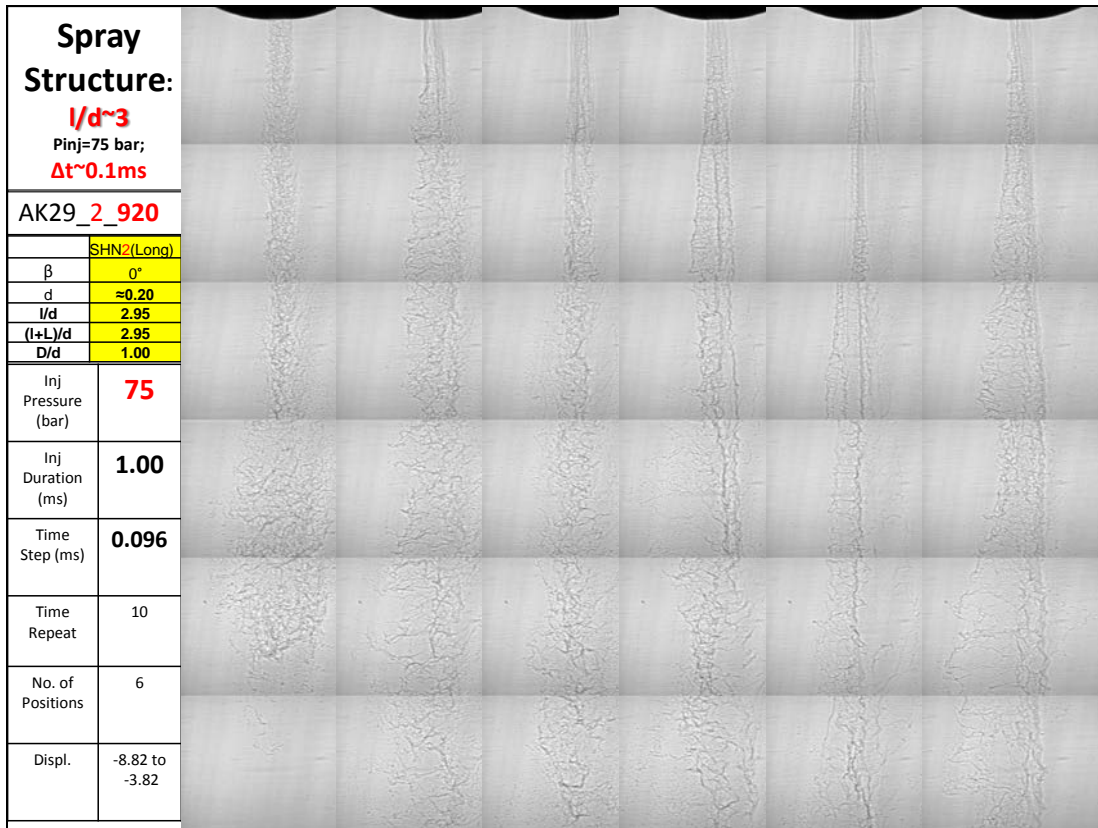 Spray
Structure:
l/d~3
Pinj=75 bar;
Δt~0.1ms
AK29_2_920
SHN2(Long)
β 0°
d ≈0.20
l/d 2.95
(l+L)/d 2.95
D/d 1.00
Inj
Pressure
(bar)
75
Inj
Duration
(ms)
1.00
Time
Step (ms)
0.096
Time
Repeat
10
No. of
Positions
6
Displ.
-8.82 to
-3.82